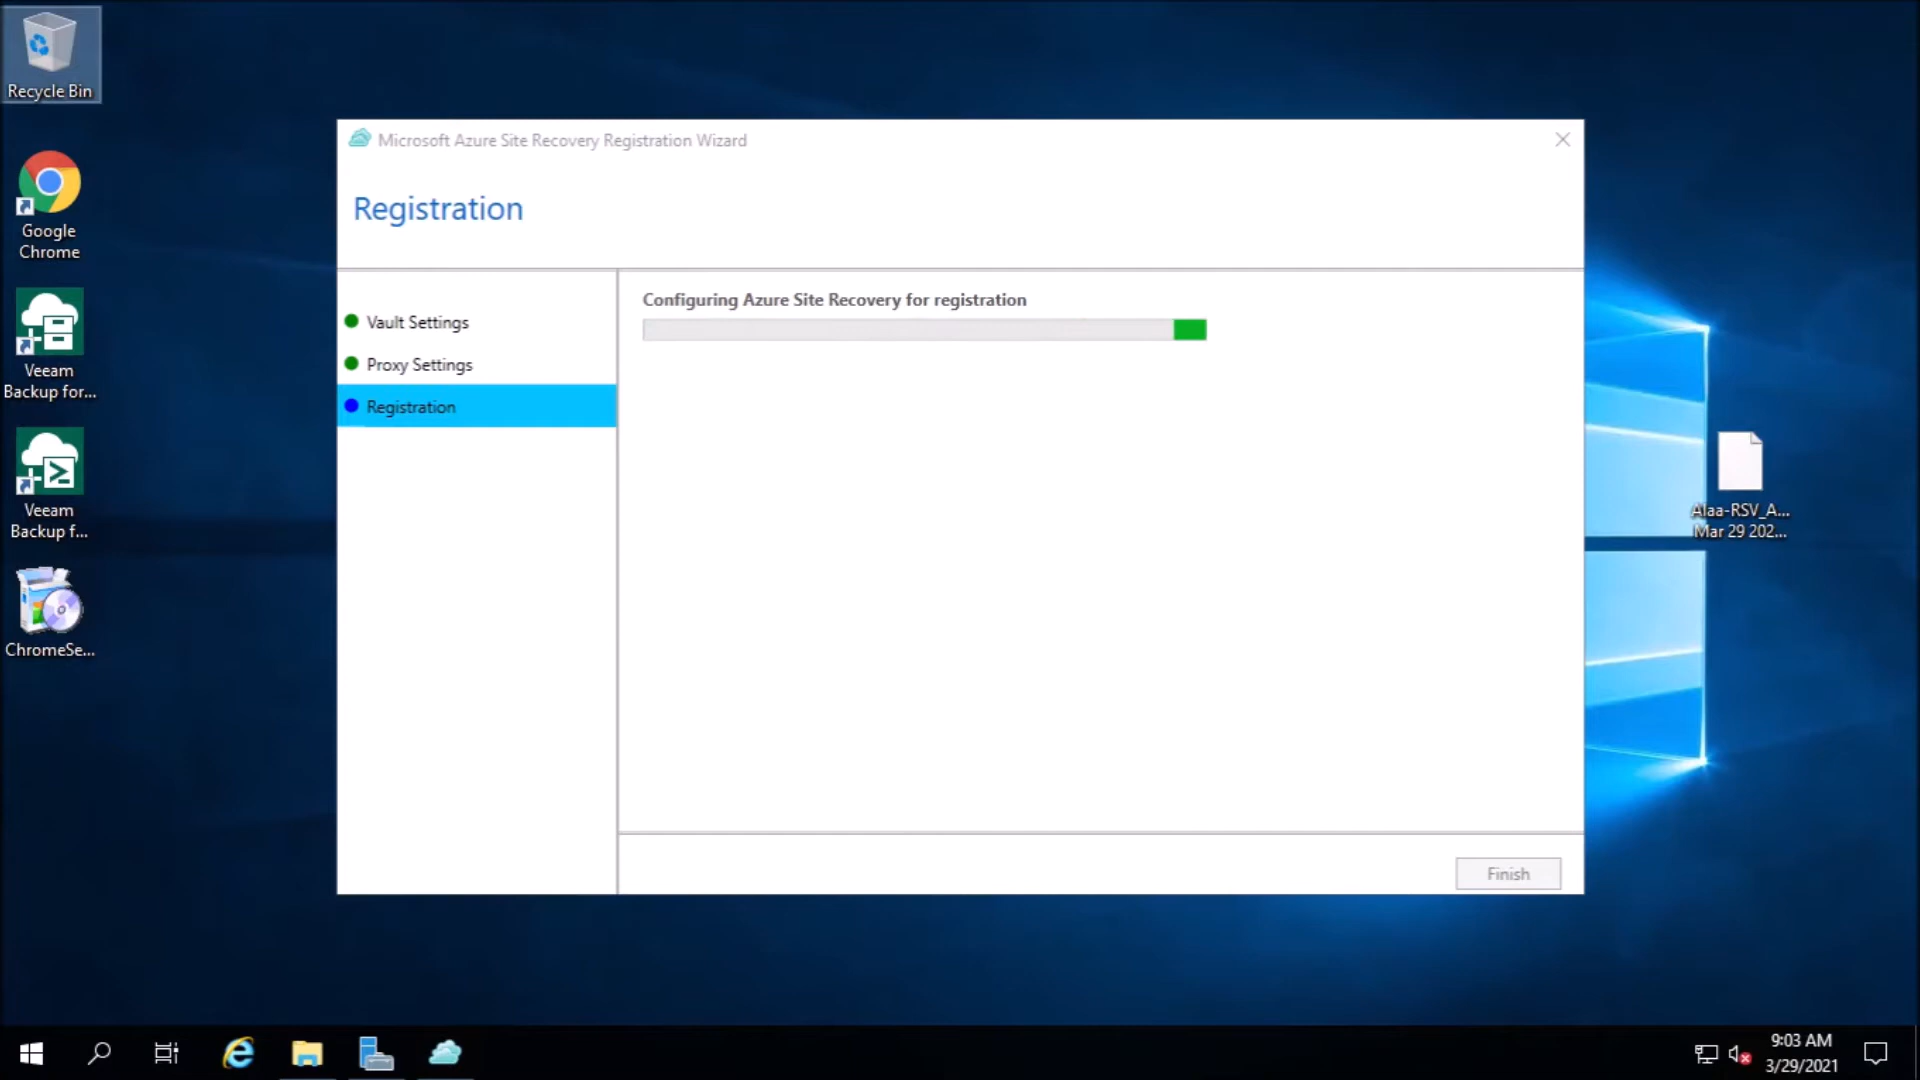 Recycle Bin
Google
Chrome
Veeam
Backup for...
Veeam
Backup f...
ChromeSe...
Microsoft Azure Site Recovery Registration Wizard
Registration
Vault Settings
Proxy Settings
Registration
Configuring Azure Site Recovery for registration
Finish
Alaa-RSV_A...
Mar 29 202...
9:03 AM
3/29/2021